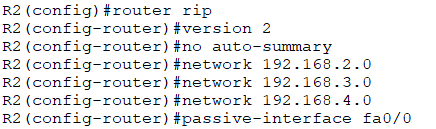 R2(config)#router rip
R2(config-router)#version 2
R2(config-router)#no auto-summary
R2(config-router)#network 192.168.2.0
R2(config-router)#network 192.168.3.0
R2(config-router)#network 192.168.4.0
R2(config-router)#passive-interface fa0/0